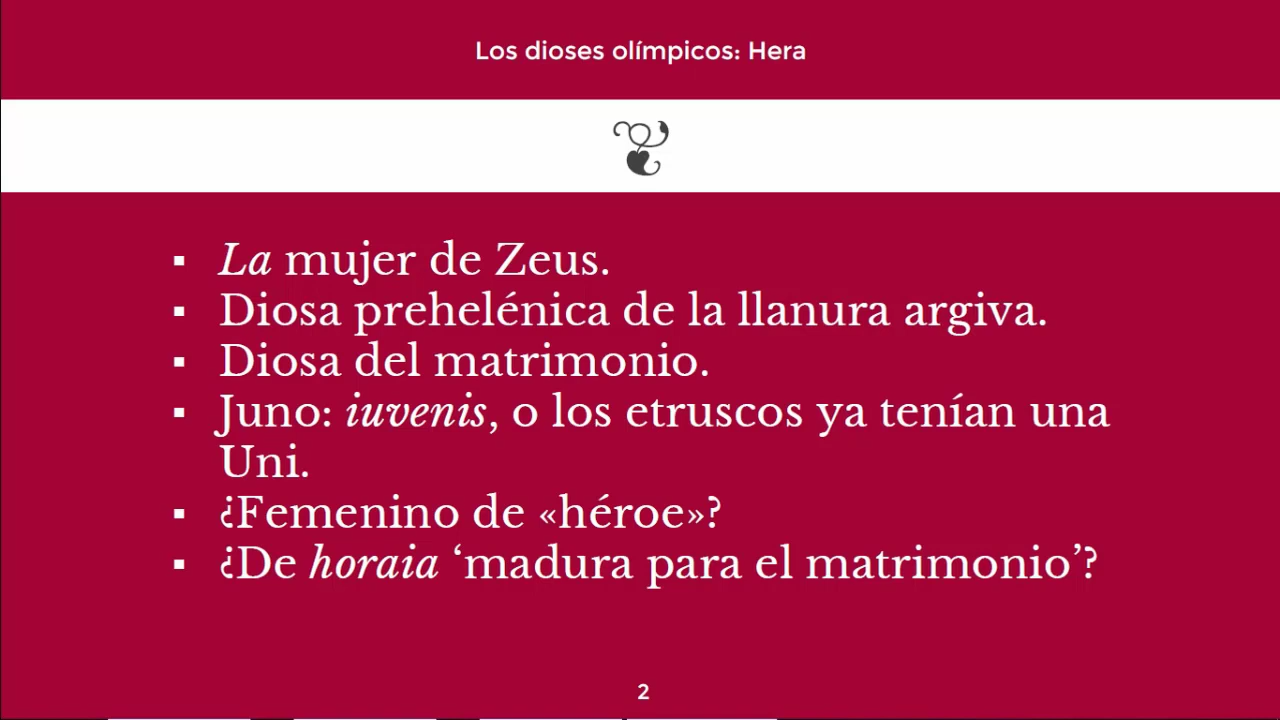 Los dioses olímpicos: Hera
▪ La mujer de Zeus.
▪ Diosa prehelénica de la llanura argiva.
▪ Diosa del matrimonio.
▪ Juno: iuvenis, o los etruscos ya tenían una
Uni.
▪ ¿Femenino de «héroe»?
▪ ¿De horaia ‘madura para el matrimonio’?
2